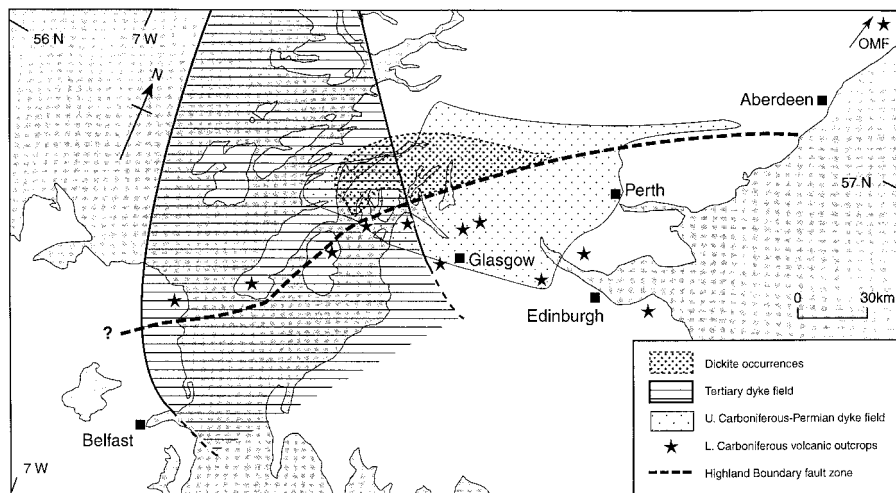 56 N
7 W
N
OMF
Aberdeen
57 N
Perth
Glasgow
Edinburgh
0 30km
?
Belfast
7 W
Dickite occurrences
Tertiary dyke field
U. Carboniferous-Permian dyke field
L. Carboniferous volcanic outcrops
Highland Boundary fault zone